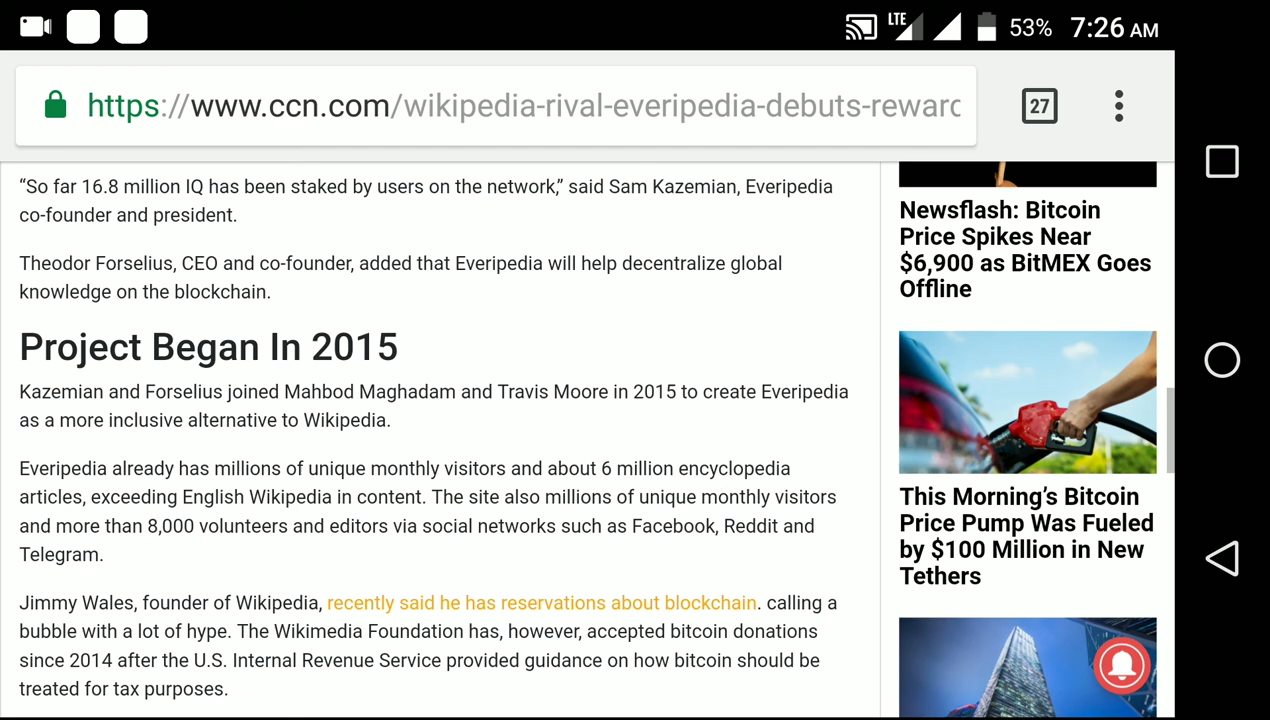 LTE
53%
7:26 AM
https://www.ccn.com/wikipedia-rival-everipedia-debuts-reward
27
“So far 16.8 million IQ has been staked by users on the network,” said Sam Kazemian, Everipedia
co-founder and president.
Theodor Forselius, CEO and co-founder, added that Everipedia will help decentralize global
knowledge on the blockchain.
Project Began In 2015
Kazemian and Forselius joined Mahbod Maghadam and Travis Moore in 2015 to create Everipedia
as a more inclusive alternative to Wikipedia.
Everipedia already has millions of unique monthly visitors and about 6 million encyclopedia
articles, exceeding English Wikipedia in content. The site also millions of unique monthly visitors
and more than 8,000 volunteers and editors via social networks such as Facebook, Reddit and
Telegram.
Jimmy Wales, founder of Wikipedia, recently said he has reservations about blockchain. calling a
bubble with a lot of hype. The Wikimedia Foundation has, however, accepted bitcoin donations
since 2014 after the U.S. Internal Revenue Service provided guidance on how bitcoin should be
treated for tax purposes.
Newsflash: Bitcoin
Price Spikes Near
$6,900 as BitMEX Goes
Offline
This Morning’s Bitcoin
Price Pump Was Fueled
by $100 Million in New
Tethers